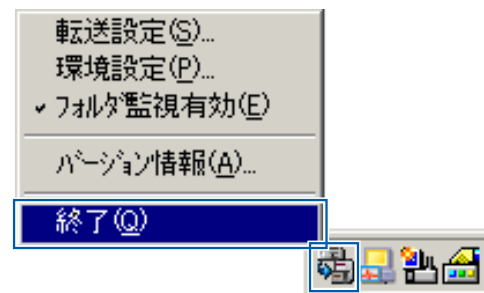 転送設定(S)...
環境設定(P)...
フォルダ監視有効(E)
バージョン情報(A)...
終了(Q)